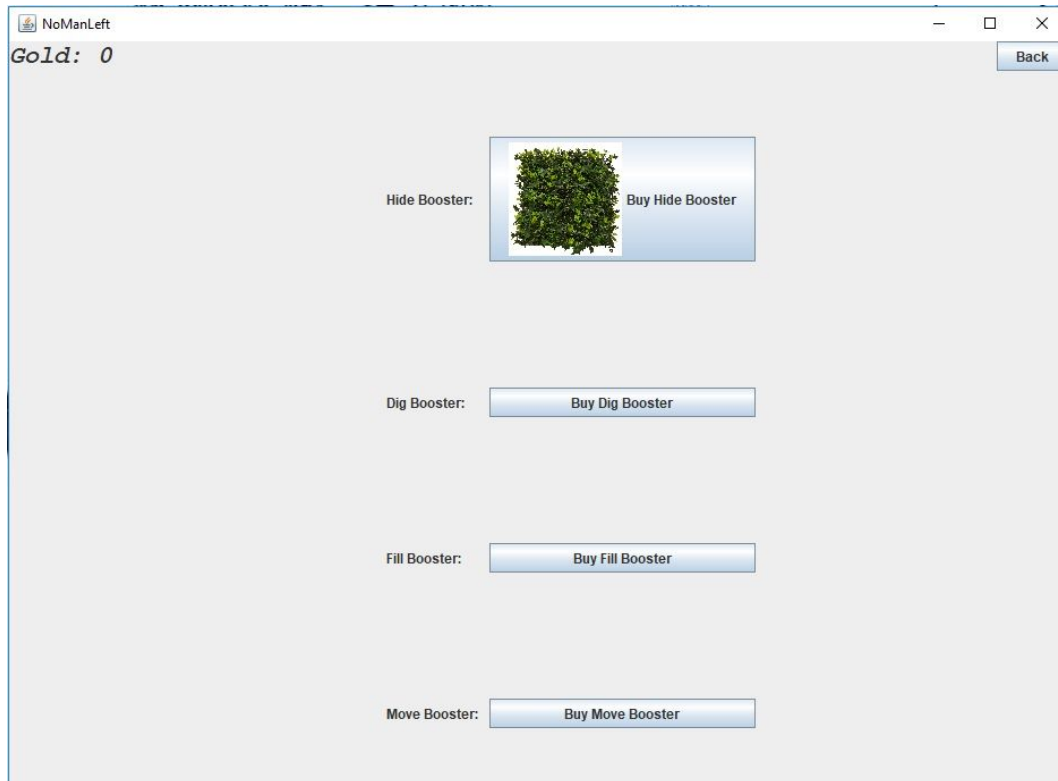 NoManLeft
Gold: 0
Back
Hide Booster:
Buy Hide Booster
Dig Booster:
Buy Dig Booster
Fill Booster:
Buy Fill Booster
Move Booster:
Buy Move Booster